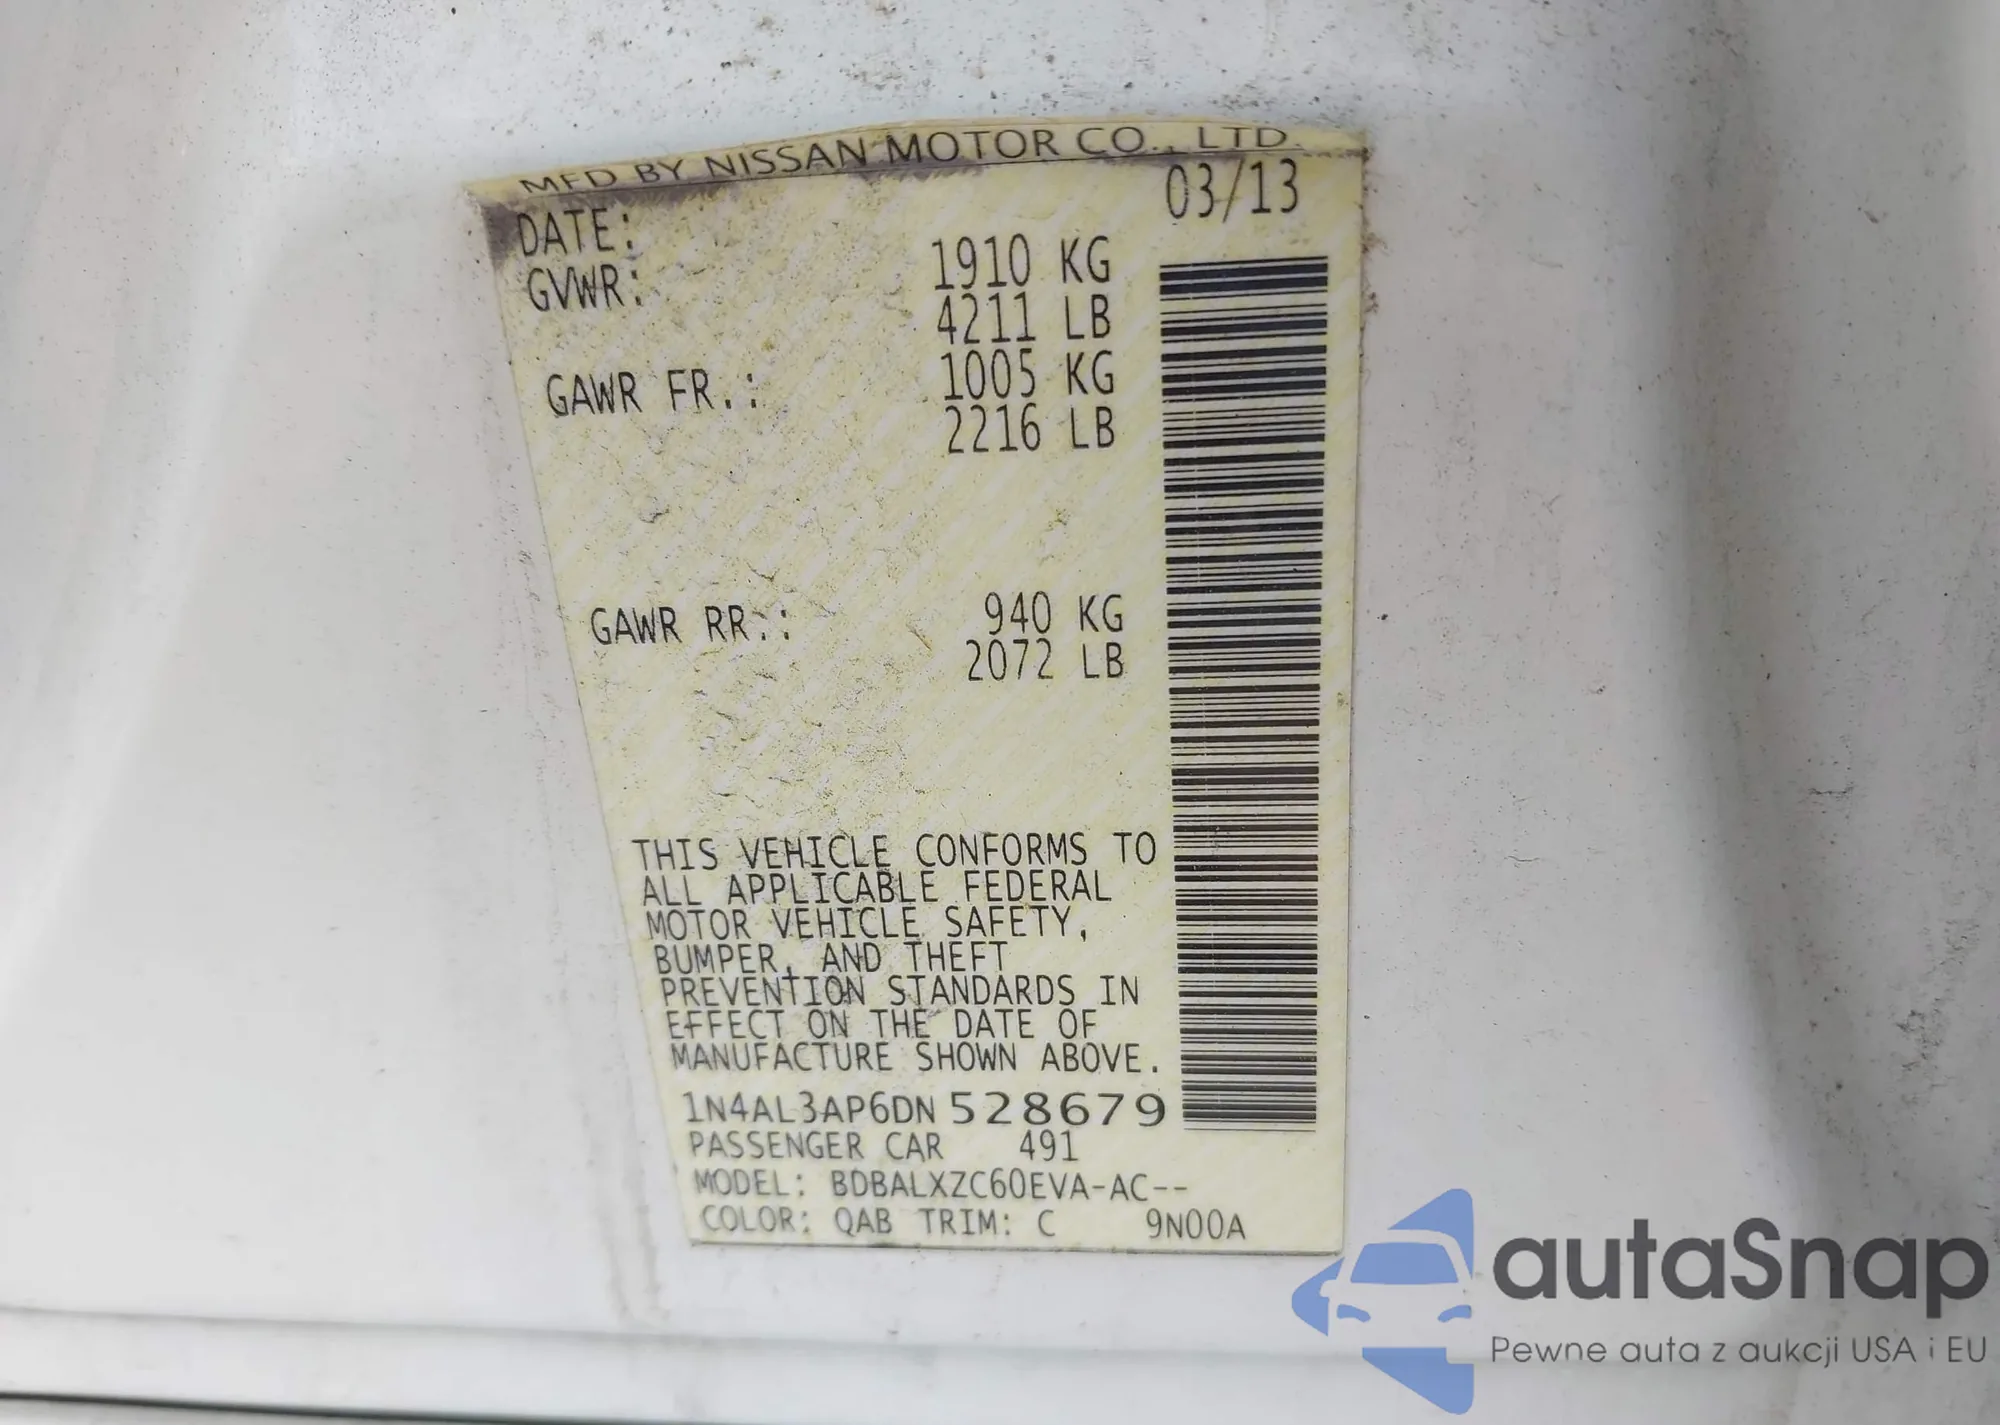 MFD BY NISSAN MOTOR CO., LTD.
DATE: 03/13
GVWR: 1910 KG
4211 LB
GAWR FR.: 1005 KG
2216 LB
GAWR RR.: 940 KG
2072 LB
THIS VEHICLE CONFORMS TO
ALL APPLICABLE FEDERAL
MOTOR VEHICLE SAFETY,
BUMPER, AND THEFT
PREVENTION STANDARDS IN
EFFECT ON THE DATE OF
MANUFACTURE SHOWN ABOVE.
1N4AL3AP6DN528679
PASSENGER CAR 491
MODEL: BDBALXZC60EVA-AC--
COLOR: QAB TRIM: C 9N00A
autaSnap
Pewne auta z aukcji USA i EU